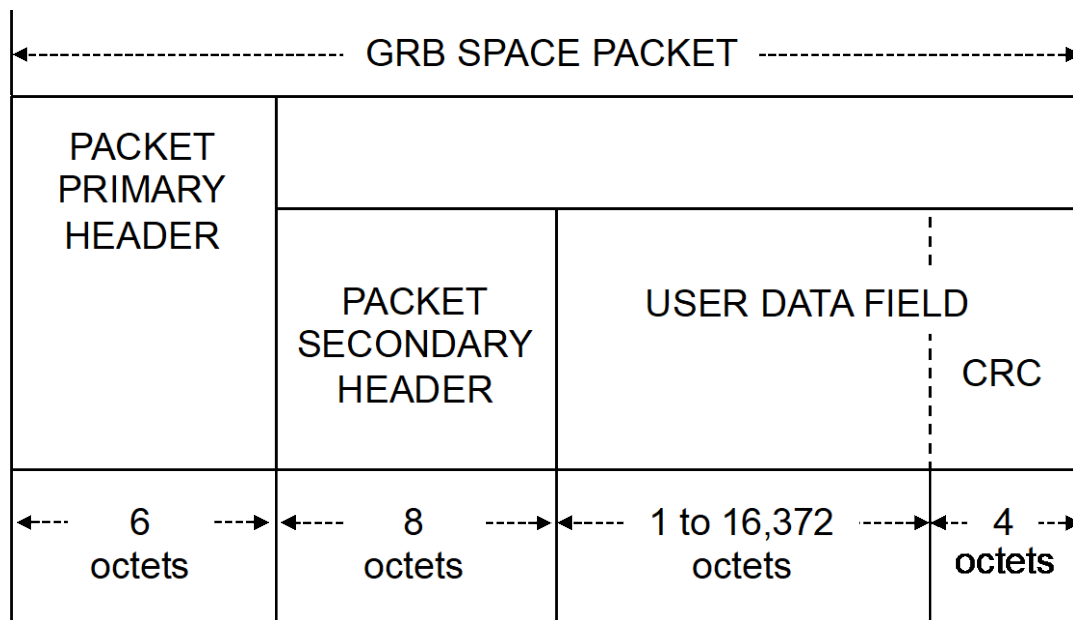 GRB SPACE PACKET
PACKET
PRIMARY
HEADER
PACKET
SECONDARY
HEADER
USER DATA FIELD
CRC
6
octets
8
octets
1 to 16,372
octets
4
octets